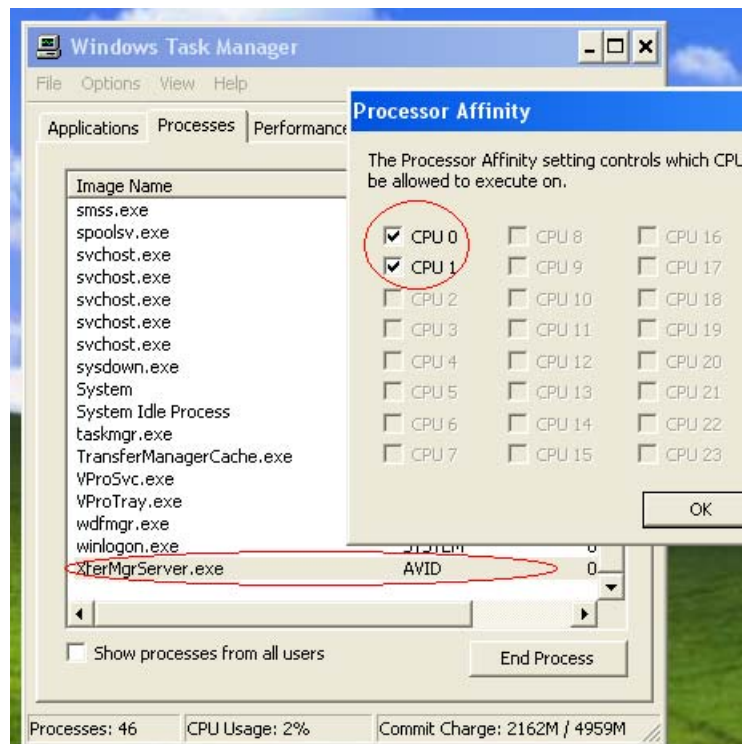 Windows Task Manager
File Options View Help
Applications Processes Performance
Image Name
smss.exe
spoolsv.exe
svchost.exe
svchost.exe
svchost.exe
svchost.exe
svchost.exe
sysdown.exe
System
System Idle Process
taskmgr.exe
TransferManagerCache.exe
VProSvc.exe
VProTray.exe
wdfmgr.exe
winlogon.exe SYSTEM 0
XferMgrServer.exe AVID 0
Show processes from all users
End Process
Processes: 46 CPU Usage: 2% Commit Charge: 2162M / 4959M
Processor Affinity
The Processor Affinity setting controls which CPU
be allowed to execute on.
CPU 0 CPU 8 CPU 16
CPU 1 CPU 9 CPU 17
CPU 2 CPU 10 CPU 18
CPU 3 CPU 11 CPU 19
CPU 4 CPU 12 CPU 20
CPU 5 CPU 13 CPU 21
CPU 6 CPU 14 CPU 22
CPU 7 CPU 15 CPU 23
OK